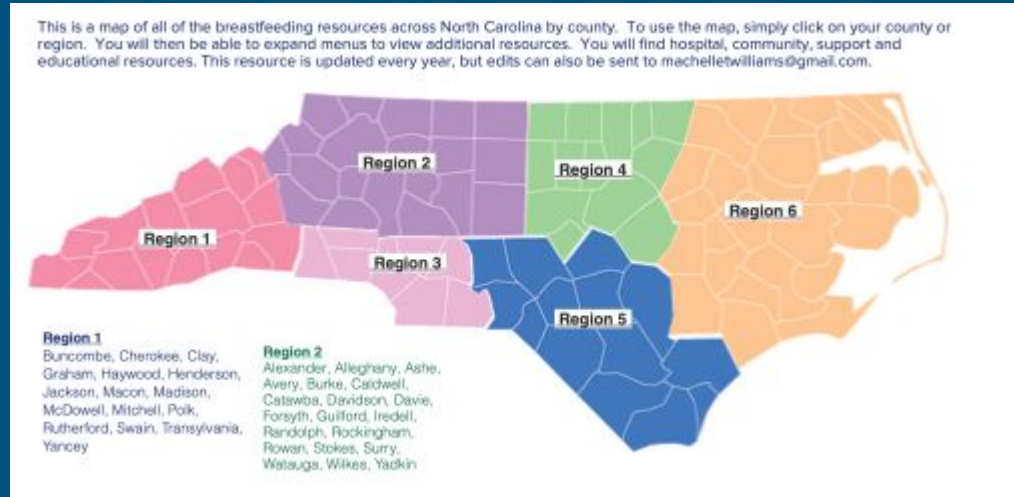 This is a map of all of the breastfeeding resources across North Carolina by county.  To use the map, simply click on your county or
region.  You will then be able to expand menus to view additional resources.  You will find hospital, community, support and
educational resources. This resource is updated every year, but edits can also be sent to machelletwilliams@gmail.com.
Region 2
Region 4
Region 6
Region 1
Region 3
Region 5
Region 1
Buncombe, Cherokee, Clay,
Graham, Haywood, Henderson,
Jackson, Macon, Madison,
McDowell, Mitchell, Polk,
Rutherford, Swain, Transylvania,
Yancey
Region 2
Alexander, Alleghany, Ashe,
Avery, Burke, Caldwell,
Catawba, Davidson, Davie,
Forsyth, Guilford, Iredell,
Randolph, Rockingham,
Rowan, Stokes, Surry,
Watauga, Wilkes, Yadkin